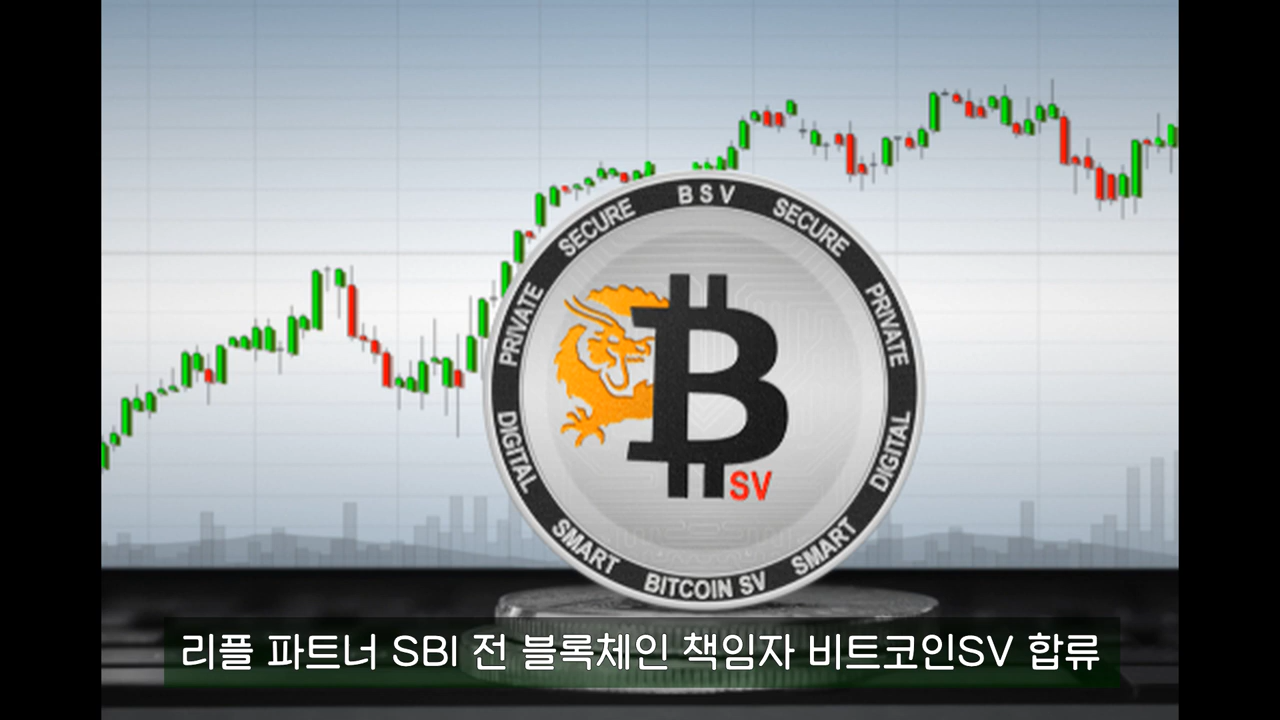 BSV
SECURE
PRIVATE
DIGITAL
SMART
BITCOIN SV
SMART
DIGITAL
PRIVATE
SECURE
B
SV
리플 파트너 SBI 전 블록체인 책임자 비트코인SV 합류